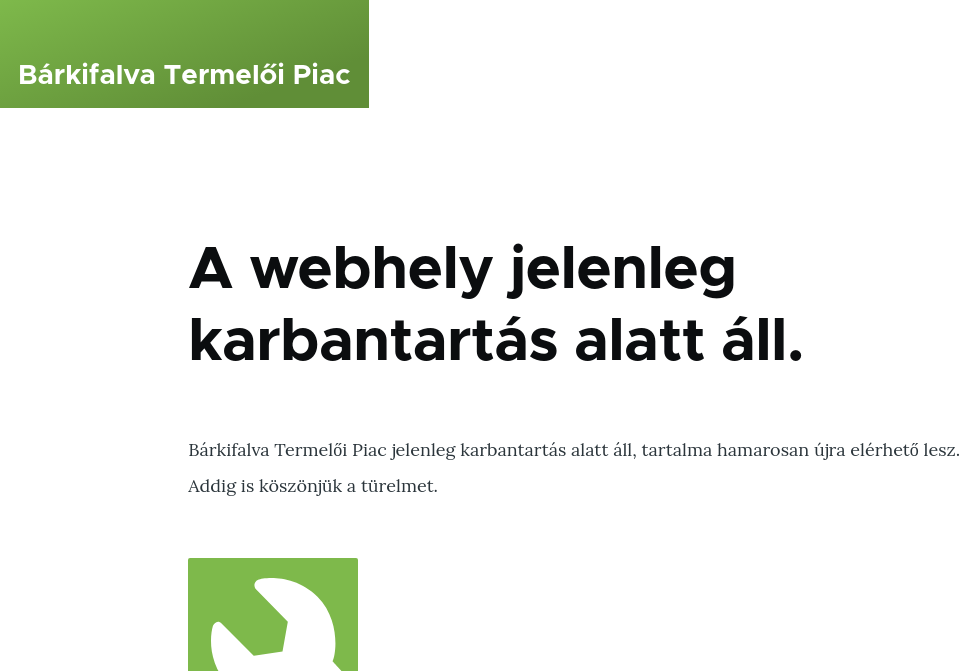 Bárkifalva Termelői Piac
A webhely jelenleg
karbantartás alatt áll.
Bárkifalva Termelői Piac jelenleg karbantartás alatt áll, tartalma hamarosan újra elérhető lesz.
Addig is köszönjük a türelmet.